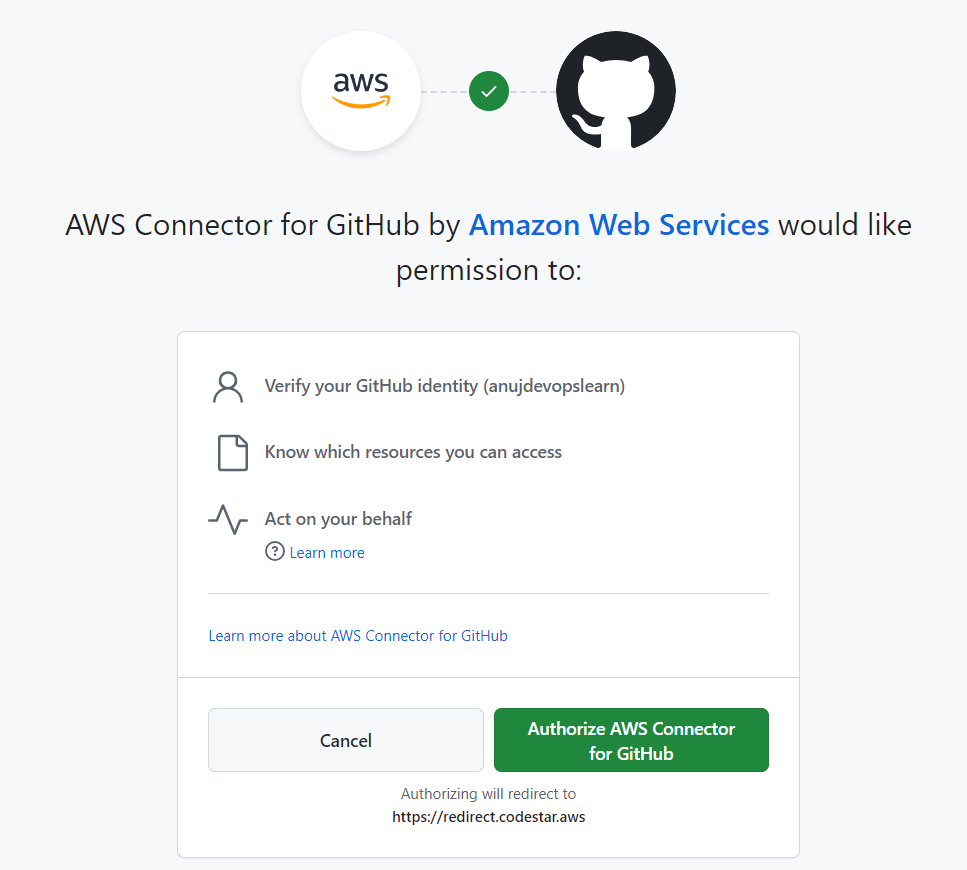 aws
AWS Connector for GitHub by Amazon Web Services would like
permission to:
Verify your GitHub identity (anujdevopslearn)
Know which resources you can access
Act on your behalf
? Learn more
Learn more about AWS Connector for GitHub
Cancel
Authorize AWS Connector
for GitHub
Authorizing will redirect to
https://redirect.codestar.aws